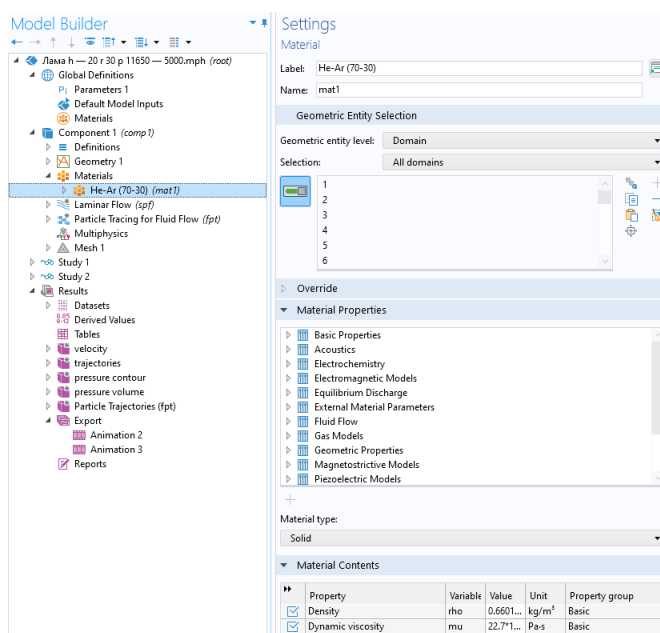 Model Builder
Лама h — 20 r 30 p 11650 — 5000.mph (root)
Global Definitions
Pi Parameters 1
Default Model Inputs
Materials
Component 1 (comp1)
Definitions
Geometry 1
Materials
He-Ar (70-30) (mat1)
Laminar Flow (spf)
Particle Tracing for Fluid Flow (fpt)
Multiphysics
Mesh 1
Study 1
Study 2
Results
Datasets
8.85
e-12 Derived Values
Tables
velocity
trajectories
pressure contour
pressure volume
Particle Trajectories (fpt)
Export
Animation 2
Animation 3
Reports
Settings
Material
Label: He-Ar (70-30)
Name: mat1
Geometric Entity Selection
Geometric entity level: Domain
Selection: All domains
1
2
3
4
5
6
Override
Material Properties
Basic Properties
Acoustics
Electrochemistry
Electromagnetic Models
Equilibrium Discharge
External Material Parameters
Fluid Flow
Gas Models
Geometric Properties
Magnetostrictive Models
Piezoelectric Models
Material type:
Solid
Material Contents
Property Variable Value Unit Property group
Density rho 0.6601... kg/m³ Basic
Dynamic viscosity mu 22.7*1... Pa·s Basic